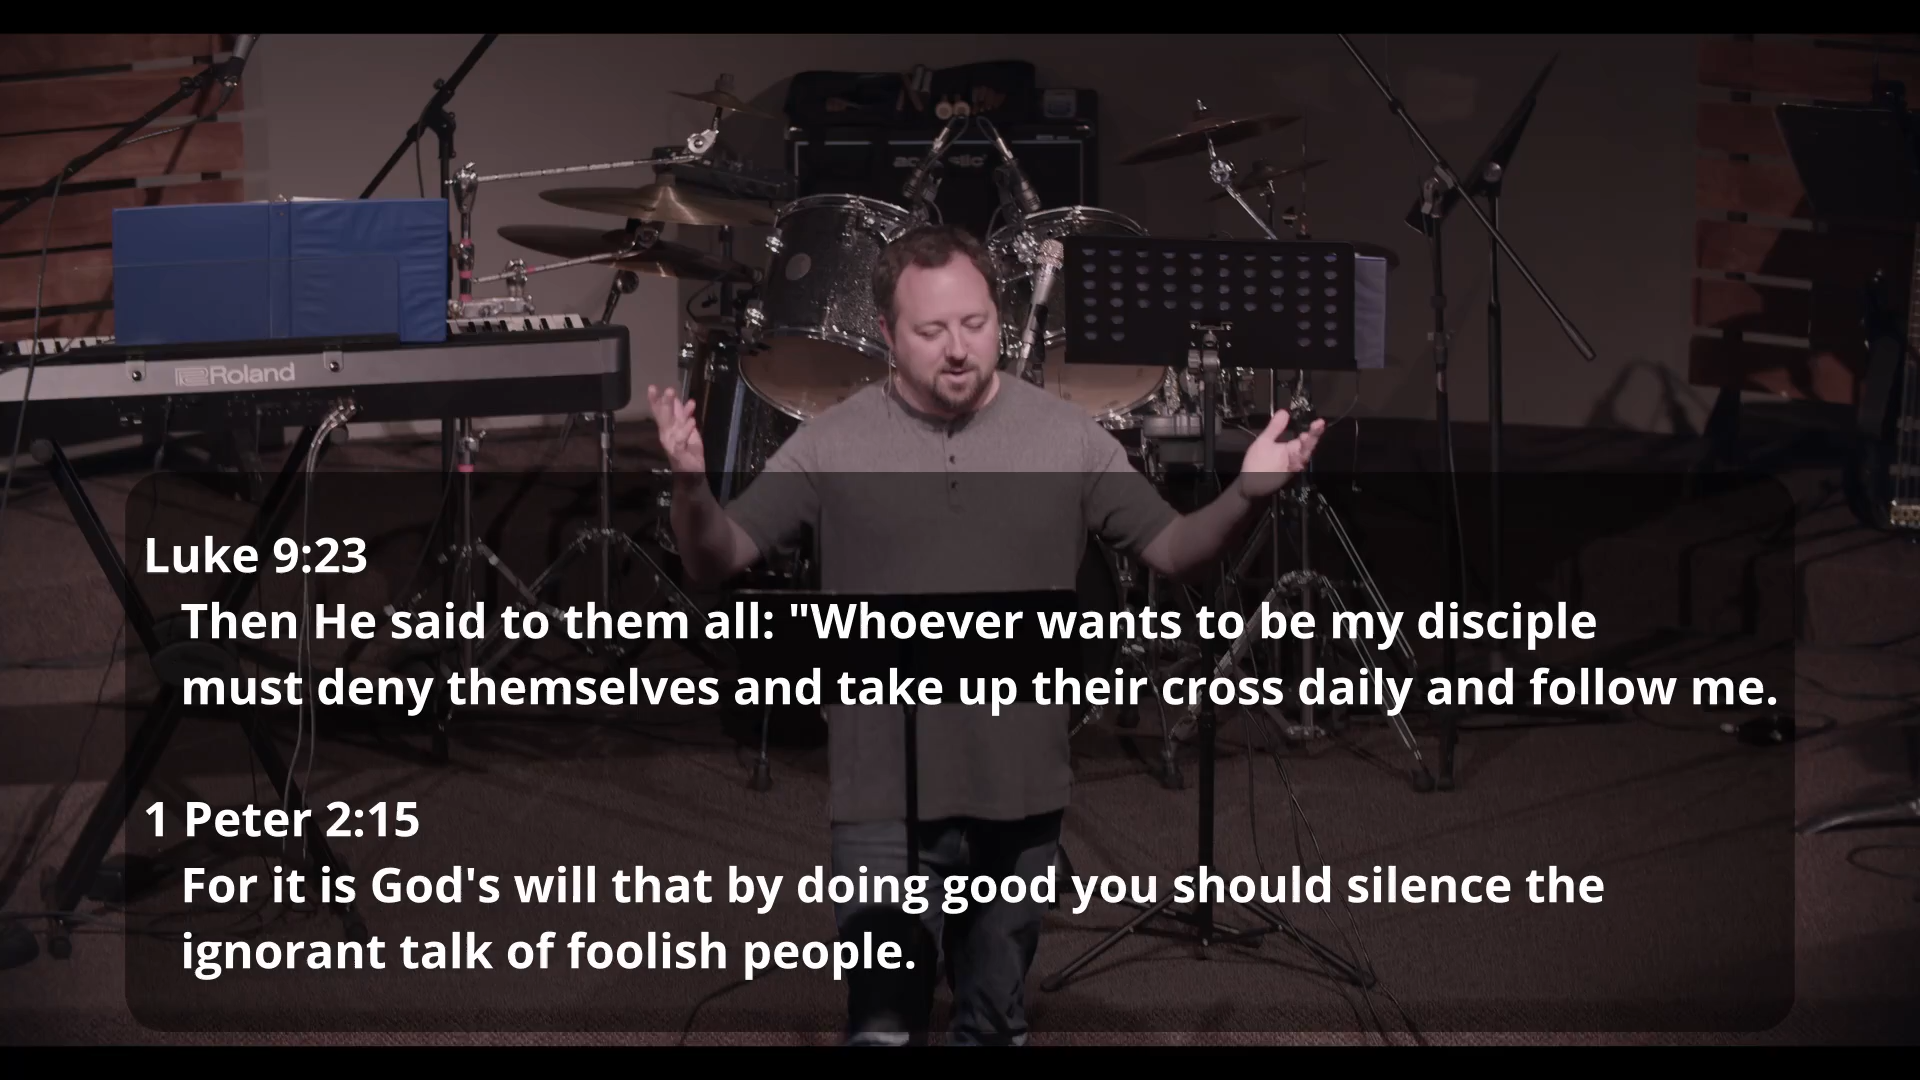 acoustic
Roland
Luke 9:23
Then He said to them all: "Whoever wants to be my disciple
must deny themselves and take up their cross daily and follow me.
1 Peter 2:15
For it is God's will that by doing good you should silence the
ignorant talk of foolish people.